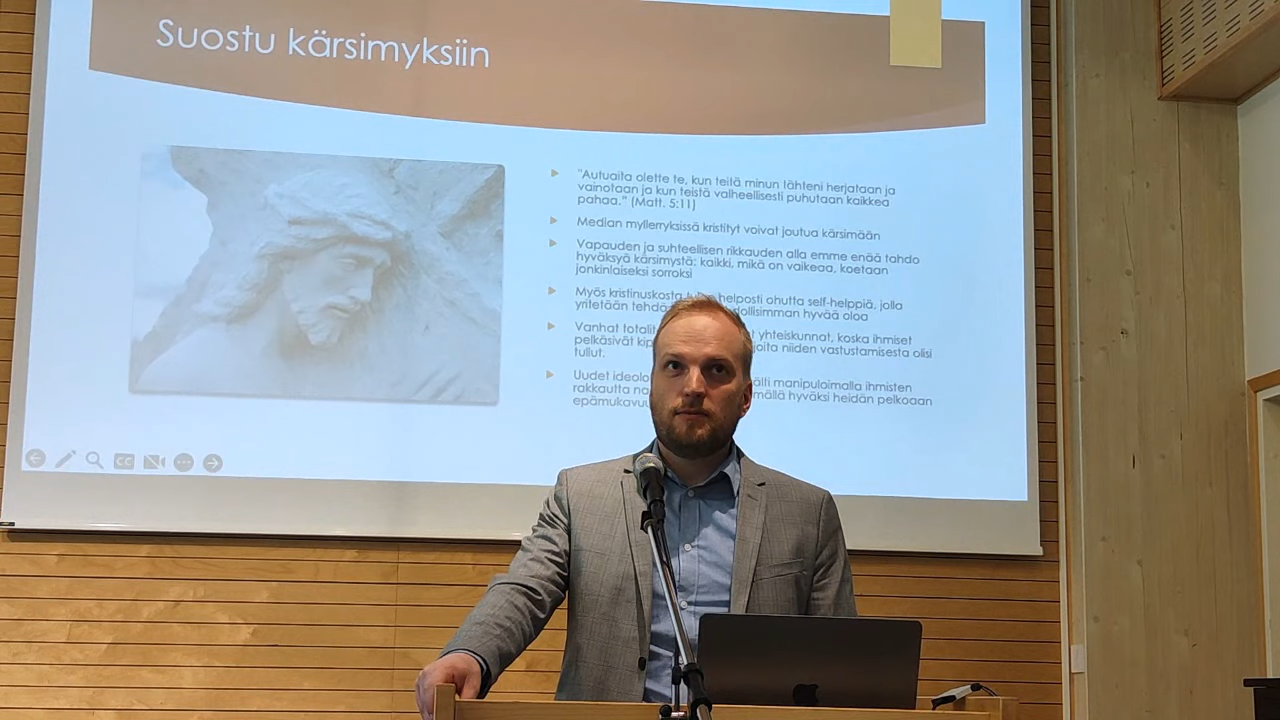 Suostu kärsimyksiin
"Autuaita olette te, kun teitä minun tähteni herjataan ja
vainotaan ja kun teistä valheellisesti puhutaan kaikkea
pahaa." (Matt. 5:11)
Median myllerryksissä kristityt voivat joutua kärsimään
Vapauden ja suhteellisen rikkauden alla emme enää tahdo
hyväksyä kärsimystä: kaikki, mikä on vaikeaa, koetaan
jonkinlaiseksi sorroksi
Myös kristinuskosta helposti ohutta self-helppiä, jolla
yritetään tehdä hyvää oloa
Vanhat yhteiskunnat, koska ihmiset
pelkäsivät joita niiden vastustamisesta olisi
tullut.
Uudet manipuloimalla ihmisten
rakkautta hyväksi heidän pelkoaan
CC